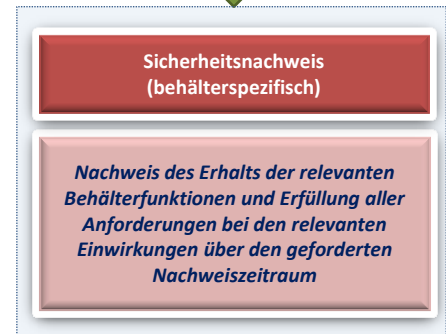 Sicherheitsnachweis
(behälterspezifisch)
Nachweis des Erhalts der relevanten
Behälterfunktionen und Erfüllung aller
Anforderungen bei den relevanten
Einwirkungen über den geforderten
Nachweiszeitraum